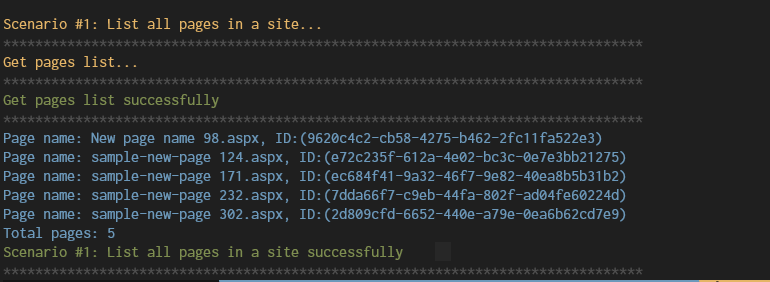 Scenario #1: List all pages in a site...
********************************************************************************
Get pages list...
********************************************************************************
Get pages list successfully
********************************************************************************
Page name: New page name 98.aspx, ID:(9620c4c2-cb58-4275-b462-2fc11fa522e3)
Page name: sample-new-page 124.aspx, ID:(e72c235f-612a-4e02-bc3c-0e7e3bb21275)
Page name: sample-new-page 171.aspx, ID:(ec684f41-9a32-46f7-9e82-40ea8b5b31b2)
Page name: sample-new-page 232.aspx, ID:(7dda66f7-c9eb-44fa-802f-ad04fe60224d)
Page name: sample-new-page 302.aspx, ID:(2d809cfd-6652-440e-a79e-0ea6b62cd7e9)
Total pages: 5
Scenario #1: List all pages in a site successfully
********************************************************************************